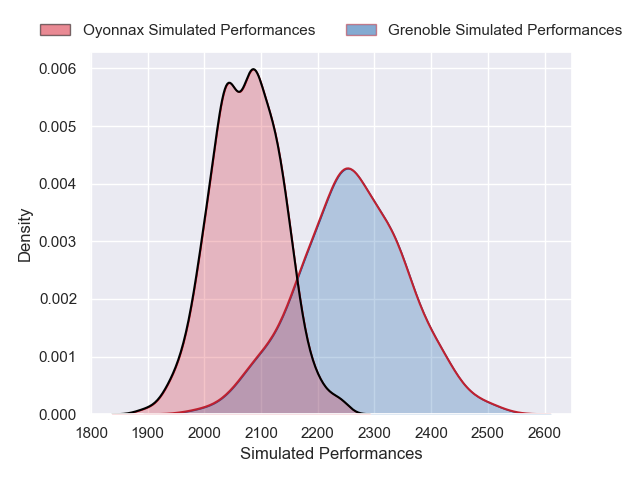 Oyonnax Simulated Performances
Grenoble Simulated Performances
0.006
0.005
0.004
0.003
0.002
0.001
0.000
Density
1800 1900 2000 2100 2200 2300 2400 2500 2600
Simulated Performances